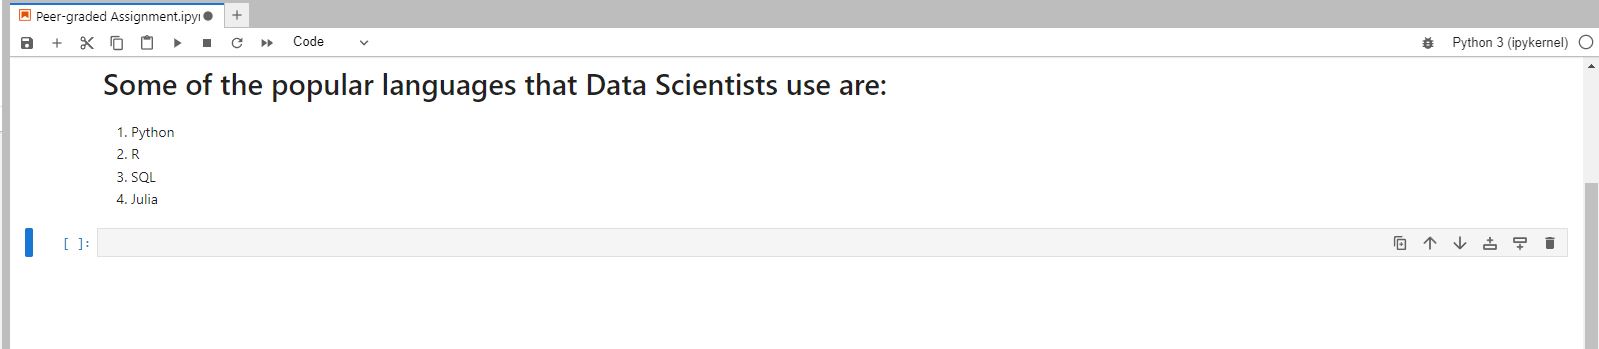 Peer-graded Assignment.ipyn
Code
Python 3 (ipykernel)
Some of the popular languages that Data Scientists use are:
1. Python
2. R
3. SQL
4. Julia
[ ]: